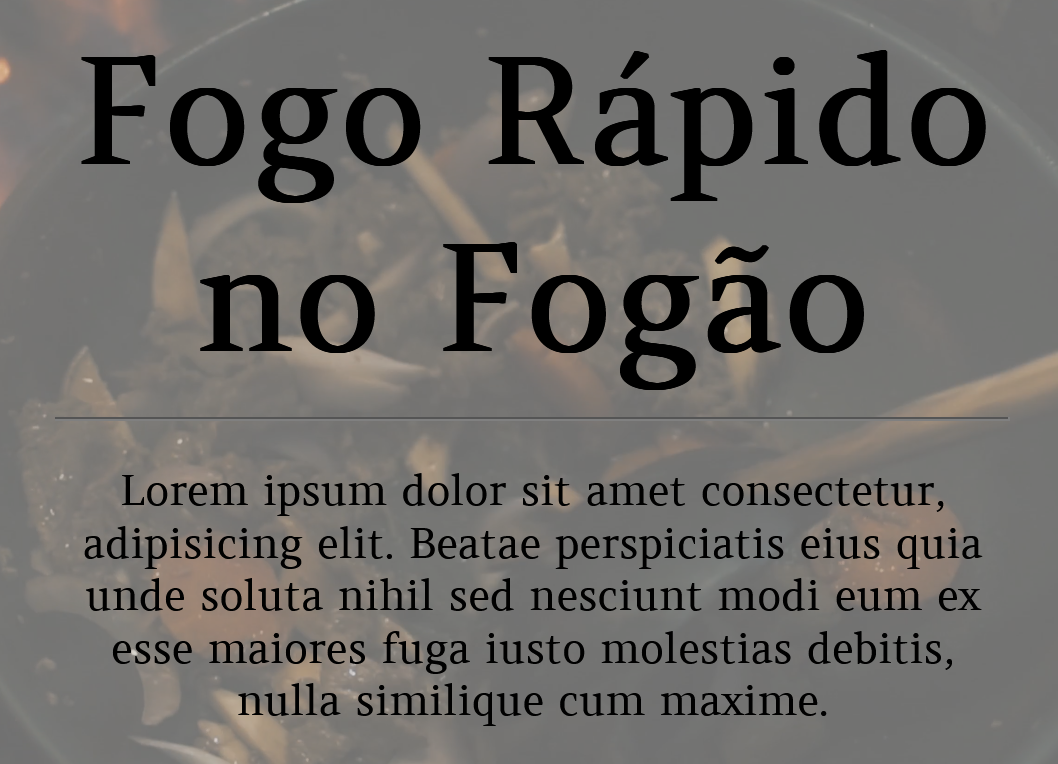 Fogo Rápido
no Fogão
Lorem ipsum dolor sit amet consectetur,
adipisicing elit. Beatae perspiciatis eius quia
unde soluta nihil sed nesciunt modi eum ex
esse maiores fuga iusto molestias debitis,
nulla similique cum maxime.